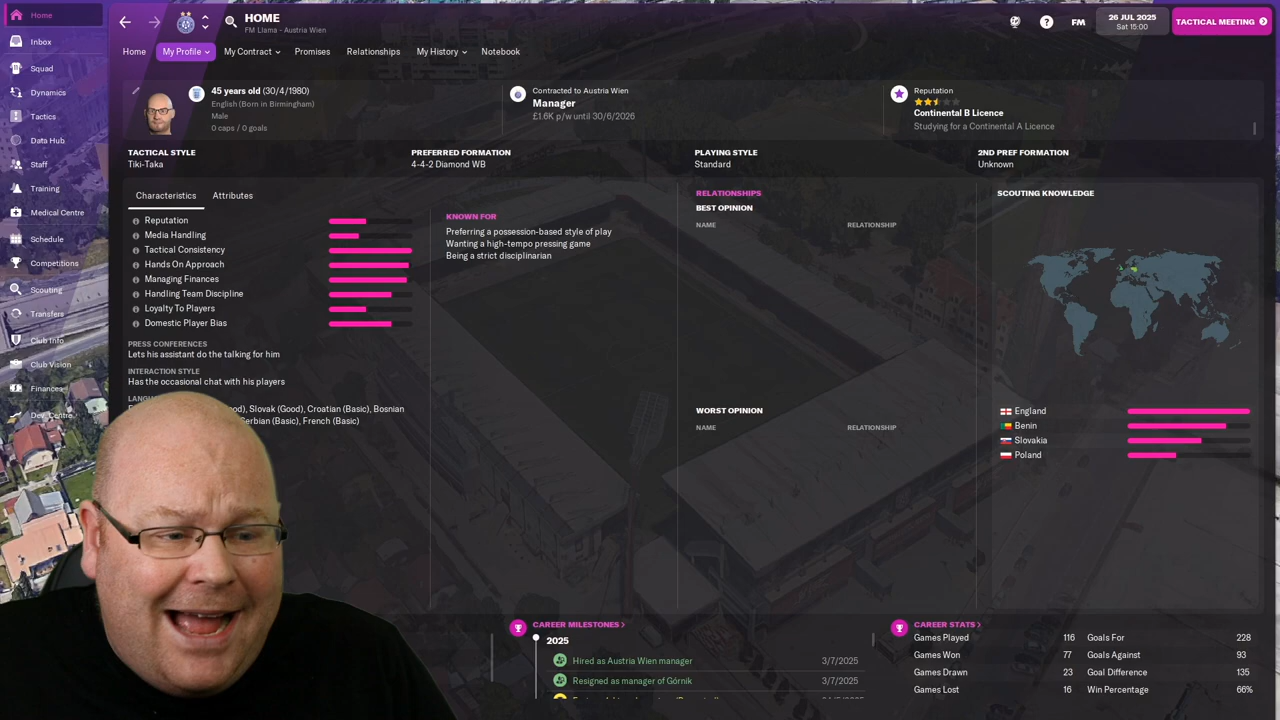 Home
Inbox
Squad
Dynamics
Tactics
Data Hub
Staff
Training
Medical Centre
Schedule
Competitions
Scouting
Transfers
Club Info
Club Vision
Finances
Dev. Centre
HOME
FM Llama - Austria Wien
?
FM
26 JUL 2025
Sat 15:00
TACTICAL MEETING
Home
My Profile
My Contract
Promises
Relationships
My History
Notebook
45 years old (30/4/1980)
English (Born in Birmingham)
Male
0 caps / 0 goals
Contracted to Austria Wien
Manager
£1.6K p/w until 30/6/2026
Reputation
Continental B Licence
Studying for a Continental A Licence
TACTICAL STYLE
Tiki-Taka
PREFERRED FORMATION
4-4-2 Diamond WB
PLAYING STYLE
Standard
2ND PREF FORMATION
Unknown
Characteristics
Attributes
Reputation
Media Handling
Tactical Consistency
Hands On Approach
Managing Finances
Handling Team Discipline
Loyalty To Players
Domestic Player Bias
PRESS CONFERENCES
Lets his assistant do the talking for him
INTERACTION STYLE
Has the occasional chat with his players
Slovak (Good), Croatian (Basic), Bosnian
(Basic), French (Basic)
KNOWN FOR
Preferring a possession-based style of play
Wanting a high-tempo pressing game
Being a strict disciplinarian
RELATIONSHIPS
BEST OPINION
NAME
RELATIONSHIP
WORST OPINION
NAME
RELATIONSHIP
SCOUTING KNOWLEDGE
England
Benin
Slovakia
Poland
CAREER MILESTONES >
2025
Hired as Austria Wien manager 3/7/2025
Resigned as manager of Górnik 3/7/2025
CAREER STATS >
Games Played 116 Goals For 228
Games Won 77 Goals Against 93
Games Drawn 23 Goal Difference 135
Games Lost 16 Win Percentage 66%